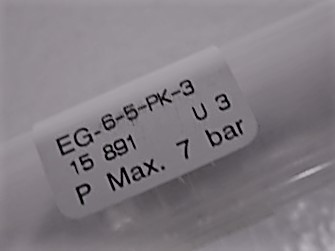 EG-6-5-PK-3
15 891 U 3
P Max. 7 bar